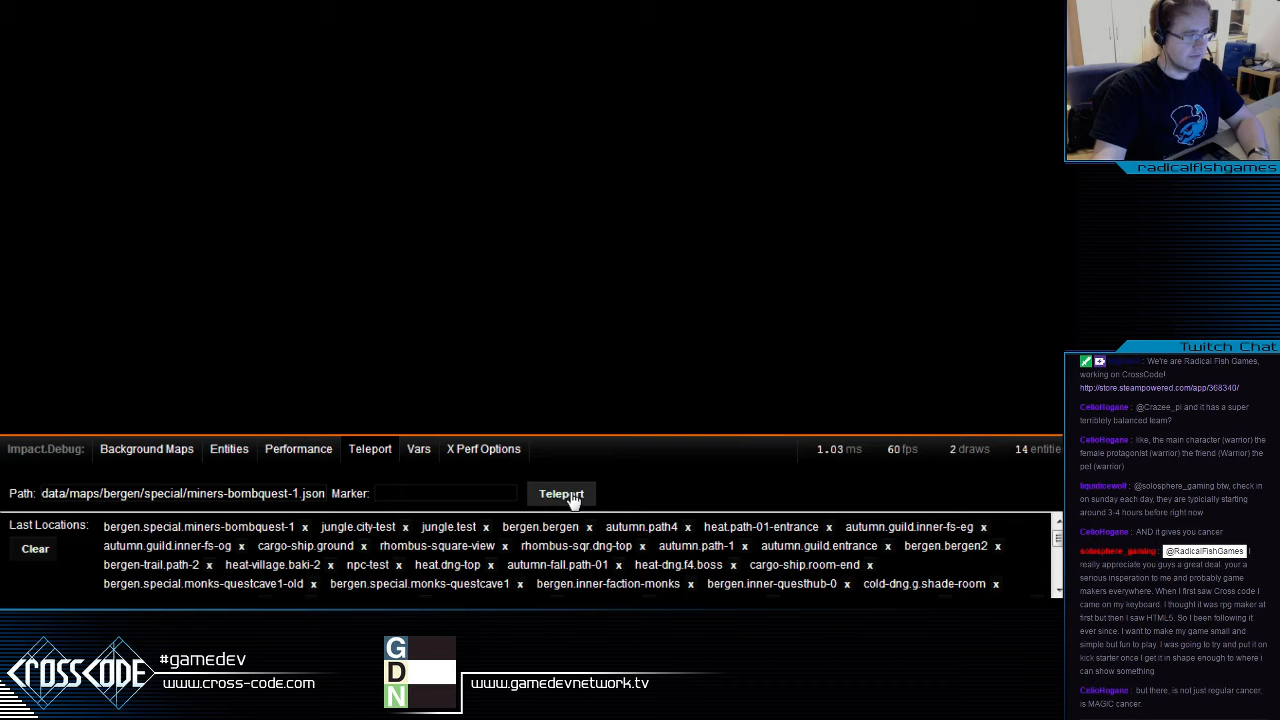 radicalfishgames
Twitch Chat
: We're are Radical Fish Games,
working on CrossCode!
http://store.steampowered.com/app/368340/
CelioHogane : @Crazee_pi and it has a super
terriblely balanced team?
CelioHogane : like, the main character (warrior) the
female protagonist (warrior) the friend (Warrior) the
pet (warrior)
liquidicewolf : @solosphere_gaming btw, check in
on sunday each day, they are typicially starting
around 3-4 hours before right now
CelioHogane : AND it gives you cancer
solosphere_gaming : @RadicalFishGames I
really appreciate you guys a great deal. your a
serious insperation to me and probably game
makers everywhere. When I first saw Cross code I
came on my keyboard. I thought it was rpg maker at
first but then I saw HTML5. So I been following it
ever since. I want to make my game small and
simple but fun to play. I was going to try and put it on
kick starter once I get it in shape enough to where i
can show something
CelioHogane : but there, is not just regular cancer,
is MAGIC cancer.
Impact.Debug: Background Maps Entities Performance Teleport Vars X Perf Options 1.03 ms 60 fps 2 draws 14 entitie
Path: data/maps/bergen/special/miners-bombquest-1.json Marker: Teleport
Last Locations: bergen.special.miners-bombquest-1 x jungle.city-test x jungle.test x bergen.bergen x autumn.path4 x heat.path-01-entrance x autumn.guild.inner-fs-eg x
Clear autumn.guild.inner-fs-og x cargo-ship.ground x rhombus-square-view x rhombus-sqr.dng-top x autumn.path-1 x autumn.guild.entrance x bergen.bergen2 x
bergen-trail.path-2 x heat-village.baki-2 x npc-test x heat.dng-top x autumn-fall.path-01 x heat-dng.f4.boss x cargo-ship.room-end x
bergen.special.monks-questcave1-old x bergen.special.monks-questcave1 x bergen.inner-faction-monks x bergen.inner-questhub-0 x cold-dng.g.shade-room x
CROSSCODE
#gamedev
www.cross-code.com
G
D
N
www.gamedevnetwork.tv